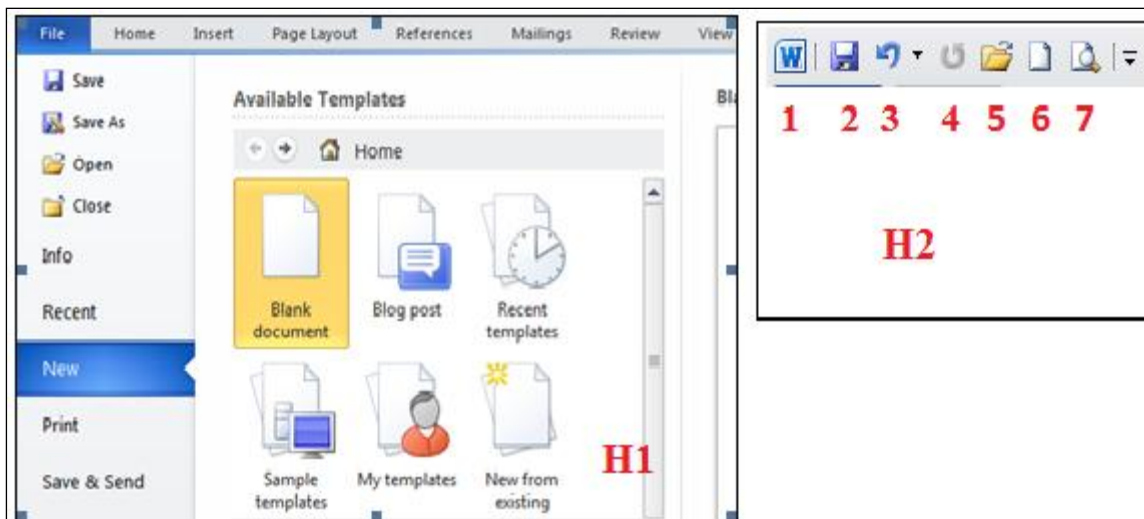 File Home Insert Page Layout References Mailings Review View
Save
Save As
Open
Close
Info
Recent
New
Print
Save & Send
Available Templates
Home
Blank document
Blog post
Recent templates
Sample templates
My templates
New from existing
H1
Bla
W
1 2 3 4 5 6 7
H2